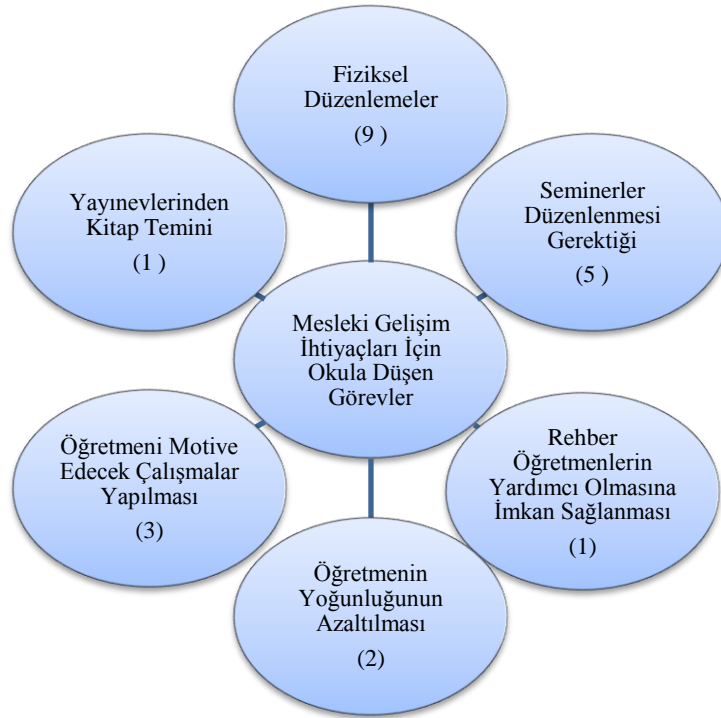 Fiziksel
Düzenlemeler
(9 )
Yayınevlerinden
Kitap Temini
(1 )
Seminerler
Düzenlenmesi
Gerektiği
(5 )
Mesleki Gelişim
İhtiyaçları İçin
Okula Düşen
Görevler
Öğretmeni Motive
Edecek Çalışmalar
Yapılması
(3)
Rehber
Öğretmenlerin
Yardımcı Olmasına
İmkan Sağlanması
(1)
Öğretmenin
Yoğunluğunun
Azaltılması
(2)